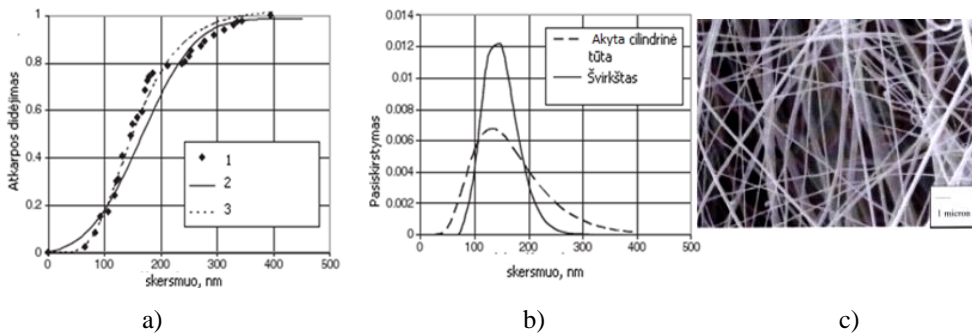 Atkarpos didėjimas
1
0.8
0.6
0.4
0.2
0
1
2
3
0 100 200 300 400 500
skersmuo, nm
a)
Pasiskirstymas
0.014
0.012
0.01
0.008
0.006
0.004
0.002
0
Akyta cilindrinė
tūta
Švirkštas
0 100 200 300 400 500
skersmuo, nm
b)
1 micron
c)